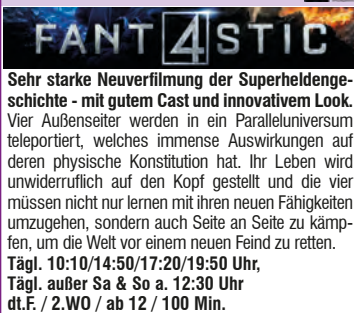 FANT4STIC
Sehr starke Neuverfilmung der Superheldenge-
schichte - mit gutem Cast und innovativem Look.
Vier Außenseiter werden in ein Paralleluniversum
teleportiert, welches immense Auswirkungen auf
deren physische Konstitution hat. Ihr Leben wird
unwiderruflich auf den Kopf gestellt und die vier
müssen nicht nur lernen mit ihren neuen Fähigkeiten
umzugehen, sondern auch Seite an Seite zu kämp-
fen, um die Welt vor einem neuen Feind zu retten.
Tägl. 10:10/14:50/17:20/19:50 Uhr,
Tägl. außer Sa & So a. 12:30 Uhr
dt.F. / 2.WO / ab 12 / 100 Min.